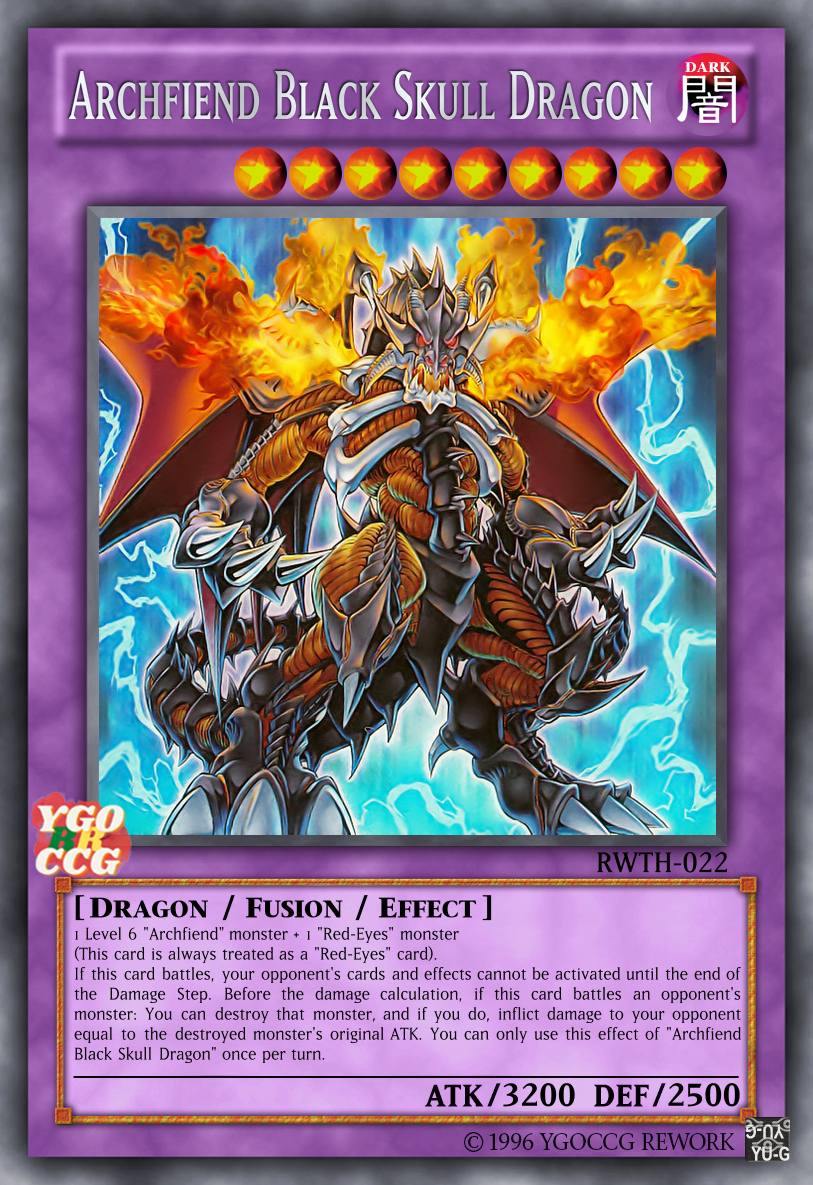 ARCHFIEND BLACK SKULL DRAGON
DARK
闇
YGO
RR
CCG
RWTH-022
[ DRAGON / FUSION / EFFECT ]
1 Level 6 "Archfiend" monster + 1 "Red-Eyes" monster
(This card is always treated as a "Red-Eyes" card).
If this card battles, your opponent's cards and effects cannot be activated until the end of
the Damage Step. Before the damage calculation, if this card battles an opponent's
monster: You can destroy that monster, and if you do, inflict damage to your opponent
equal to the destroyed monster's original ATK. You can only use this effect of "Archfiend
Black Skull Dragon" once per turn.
ATK/3200 DEF/2500
© 1996 YGOCCG REWORK
YU-G